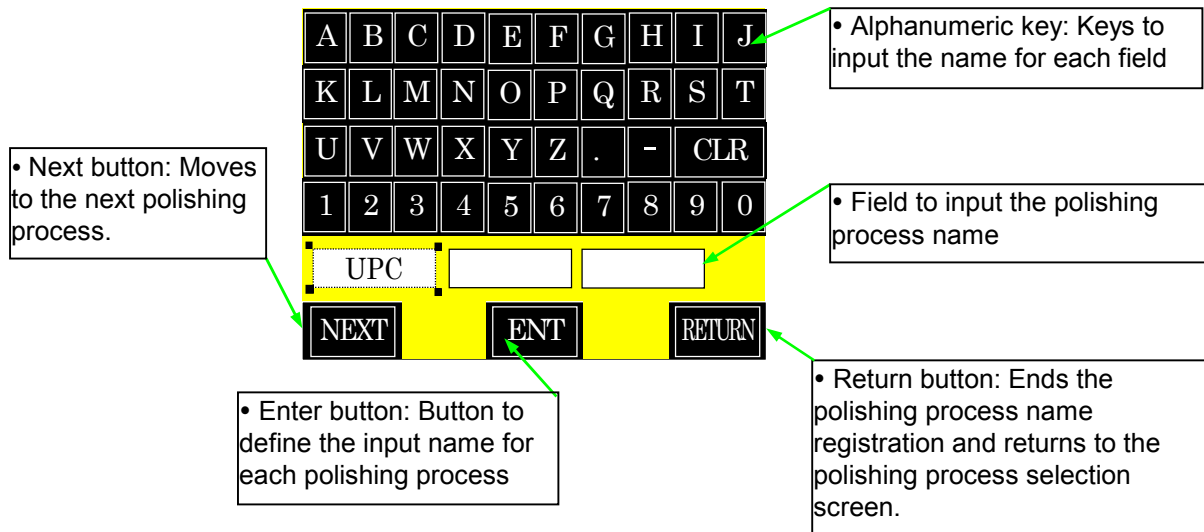 A B C D E F G H I J
K L M N O P Q R S T
U V W X Y Z . - CLR
1 2 3 4 5 6 7 8 9 0
UPC
NEXT ENT RETURN
• Alphanumeric key: Keys to
input the name for each field
• Next button: Moves
to the next polishing
process.
• Field to input the polishing
process name
• Enter button: Button to
define the input name for
each polishing process
• Return button: Ends the
polishing process name
registration and returns to the
polishing process selection
screen.